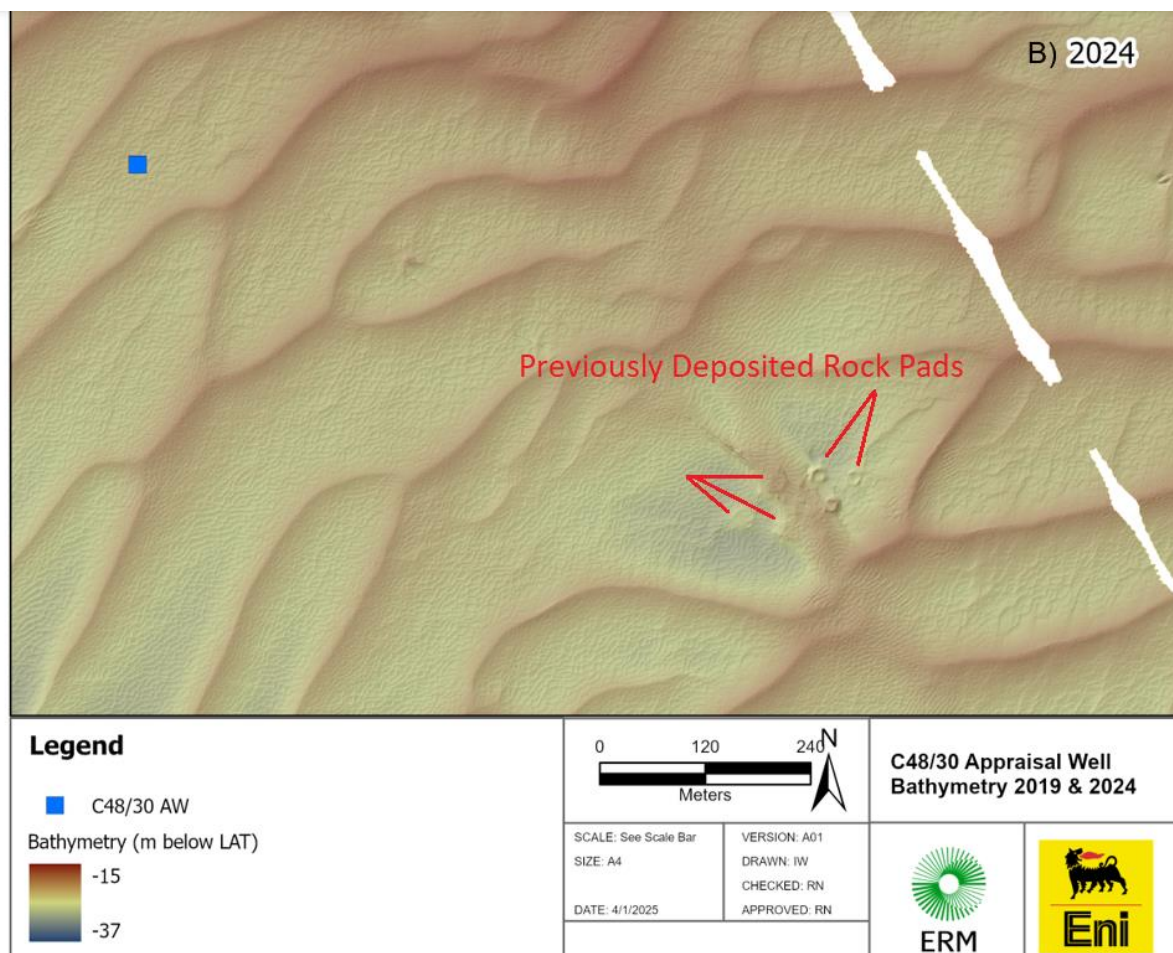 B) 2024
Previously Deposited Rock Pads
Legend
C48/30 AW
Bathymetry (m below LAT)
-15
-37
0 120 240
N
Meters
SCALE: See Scale Bar
SIZE: A4
DATE: 4/1/2025
VERSION: A01
DRAWN: IW
CHECKED: RN
APPROVED: RN
C48/30 Appraisal Well
Bathymetry 2019 & 2024
ERM
Eni